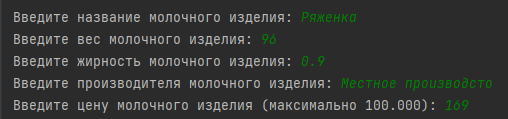 Введите название молочного изделия: Ряженка
Введите вес молочного изделия: 96
Введите жирность молочного изделия: 0.9
Введите производителя молочного изделия: Местное производсто
Введите цену молочного изделия (максимально 100.000): 169